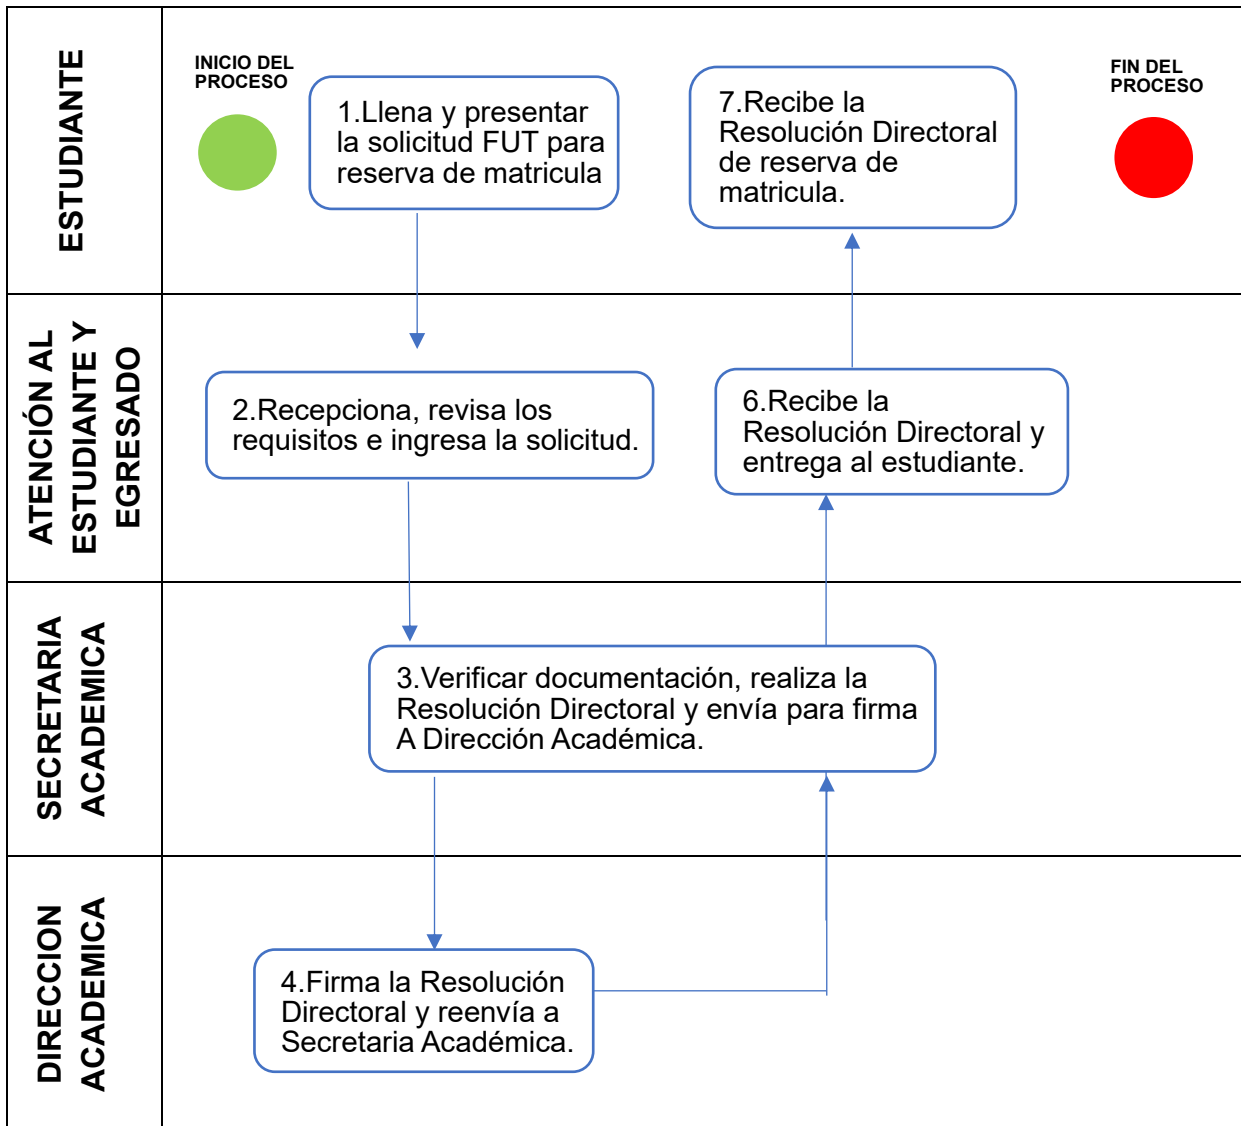 ESTUDIANTE
INICIO DEL
PROCESO
1.Llena y presentar
la solicitud FUT para
reserva de matricula
7.Recibe la
Resolución Directoral
de reserva de
matricula.
FIN DEL
PROCESO
ATENCIÓN AL
ESTUDIANTE Y
EGRESADO
2.Recepciona, revisa los
requisitos e ingresa la solicitud.
6.Recibe la
Resolución Directoral y
entrega al estudiante.
SECRETARIA
ACADEMICA
3.Verificar documentación, realiza la
Resolución Directoral y envía para firma
A Dirección Académica.
DIRECCION
ACADEMICA
4.Firma la Resolución
Directoral y reenvía a
Secretaria Académica.